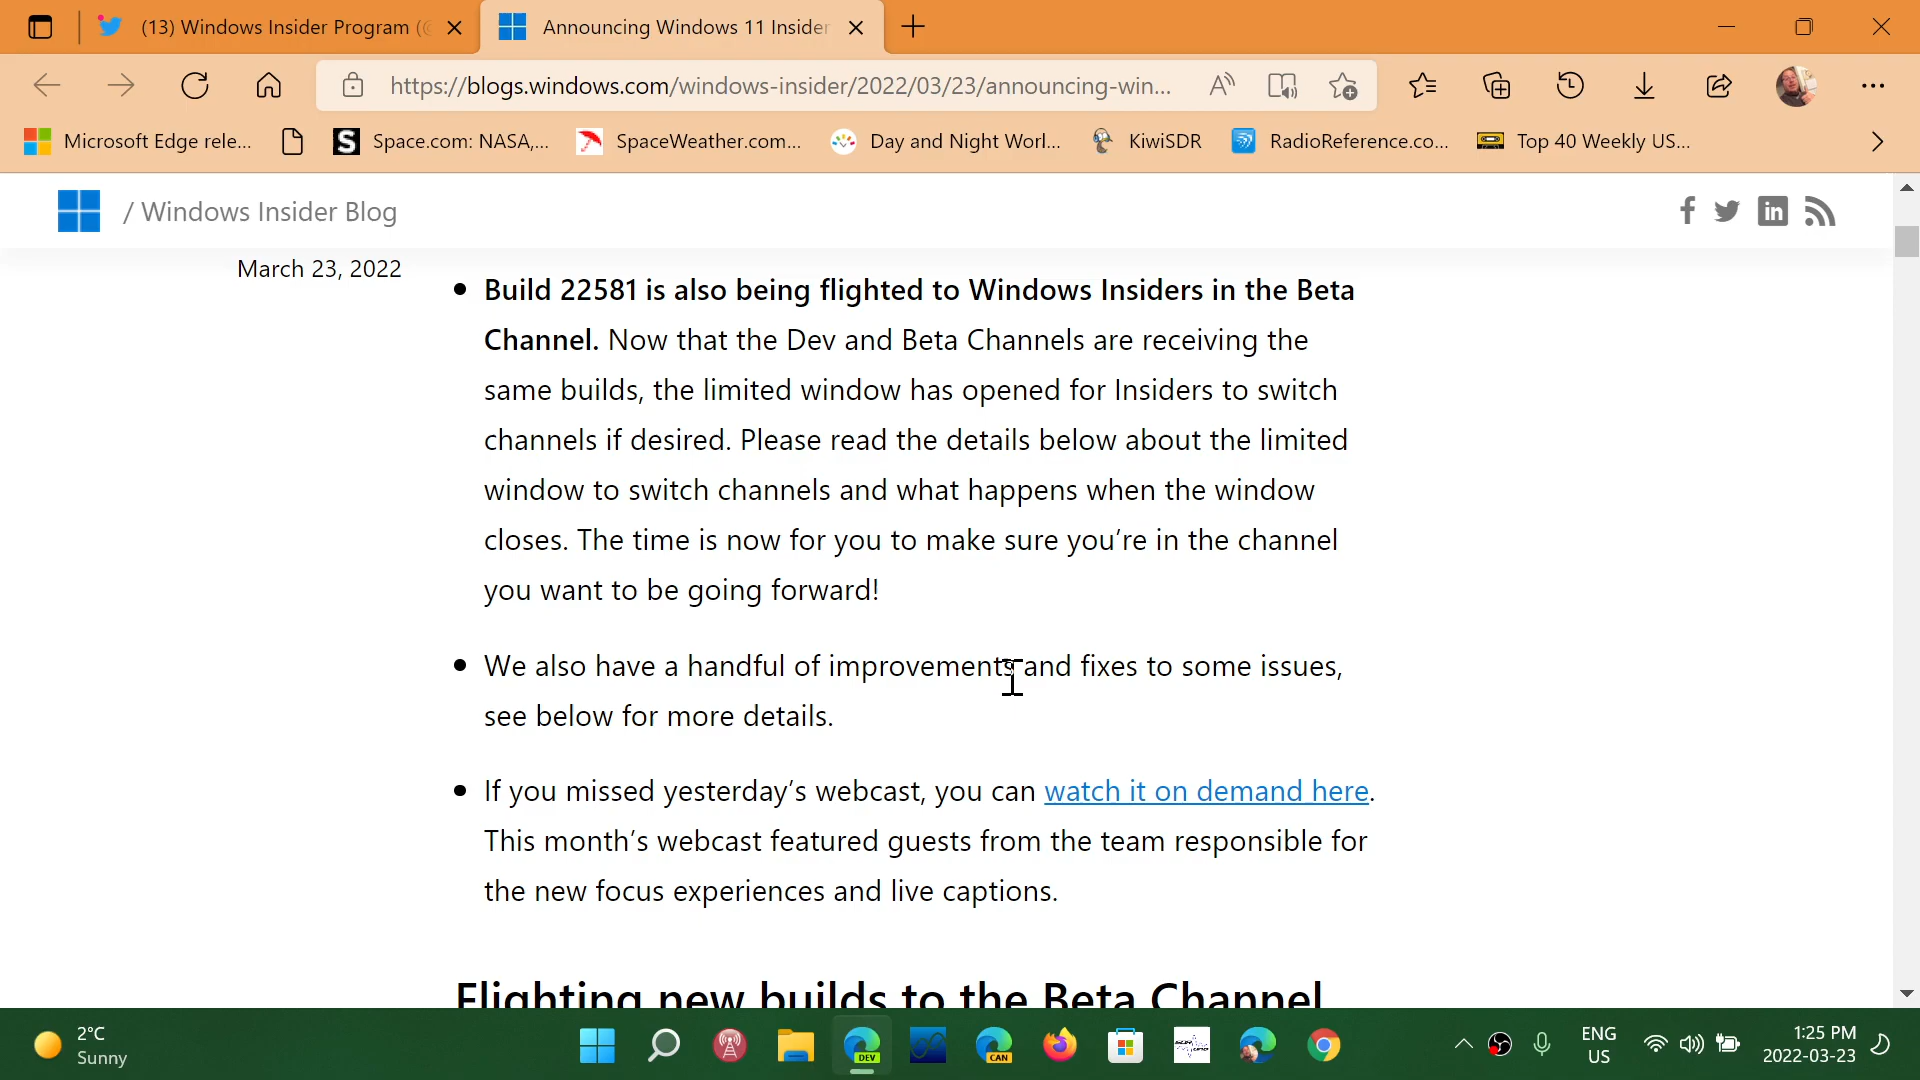 (13) Windows Insider Program (
Announcing Windows 11 Insider
https://blogs.windows.com/windows-insider/2022/03/23/announcing-win...
Microsoft Edge rele...
Space.com: NASA,...
SpaceWeather.com...
Day and Night Worl...
KiwiSDR
RadioReference.co...
Top 40 Weekly US...
/ Windows Insider Blog
March 23, 2022
Build 22581 is also being flighted to Windows Insiders in the Beta
Channel. Now that the Dev and Beta Channels are receiving the
same builds, the limited window has opened for Insiders to switch
channels if desired. Please read the details below about the limited
window to switch channels and what happens when the window
closes. The time is now for you to make sure you’re in the channel
you want to be going forward!
We also have a handful of improvements and fixes to some issues,
see below for more details.
If you missed yesterday’s webcast, you can watch it on demand here.
This month’s webcast featured guests from the team responsible for
the new focus experiences and live captions.
Flighting new builds to the Beta Channel
2°C
Sunny
DEV
CAN
ENG
US
1:25 PM
2022-03-23